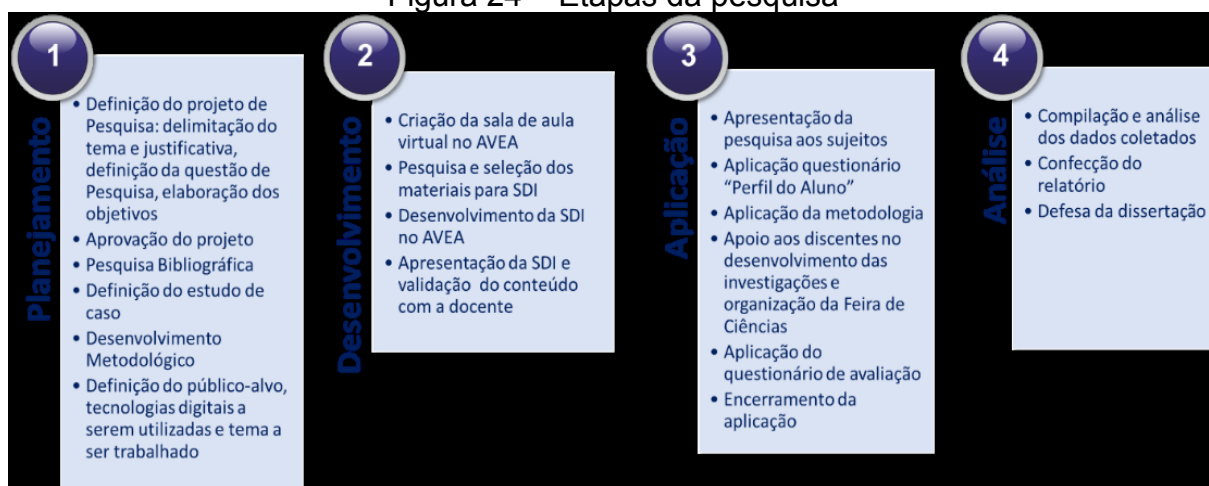 Figura 24 – Etapas da pesquisa
1
Planejamento
• Definição do projeto de
Pesquisa: delimitação do
tema e justificativa,
definição da questão de
Pesquisa, elaboração dos
objetivos
• Aprovação do projeto
• Pesquisa Bibliográfica
• Definição do estudo de
caso
• Desenvolvimento
Metodológico
• Definição do público-alvo,
tecnologias digitais a
serem utilizadas e tema a
ser trabalhado
2
Desenvolvimento
• Criação da sala de aula
virtual no AVEA
• Pesquisa e seleção dos
materiais para SDI
• Desenvolvimento da SDI
no AVEA
• Apresentação da SDI e
validação do conteúdo
com a docente
3
Aplicação
• Apresentação da
pesquisa aos sujeitos
• Aplicação questionário
“Perfil do Aluno”
• Aplicação da metodologia
• Apoio aos discentes no
desenvolvimento das
investigações e
organização da Feira de
Ciências
• Aplicação do
questionário de avaliação
• Encerramento da
aplicação
4
Análise
• Compilação e análise
dos dados coletados
• Confecção do
relatório
• Defesa da dissertação